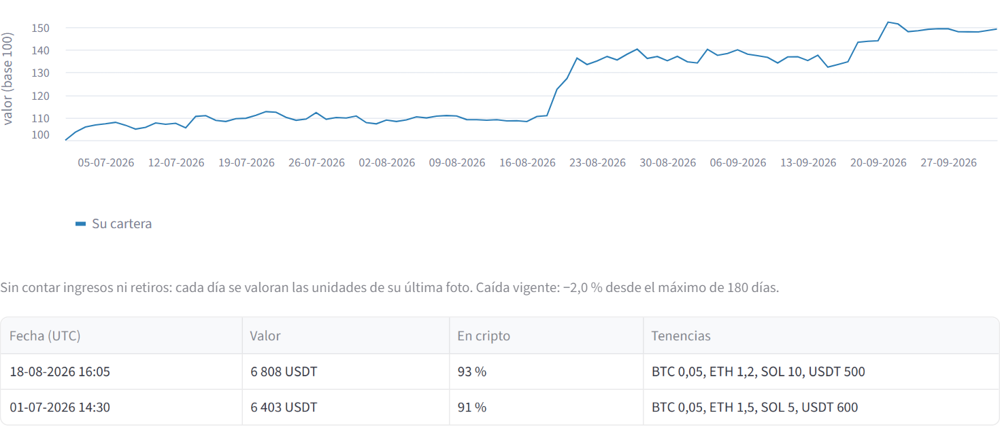 valor (base 100)
150
140
130
120
110
100
05-07-2026 12-07-2026 19-07-2026 26-07-2026 02-08-2026 09-08-2026 16-08-2026 23-08-2026 30-08-2026 06-09-2026 13-09-2026 20-09-2026 27-09-2026
Su cartera
Sin contar ingresos ni retiros: cada día se valoran las unidades de su última foto. Caída vigente: −2,0 % desde el máximo de 180 días.
Fecha (UTC) Valor En cripto Tenencias
18-08-2026 16:05 6 808 USDT 93 % BTC 0,05, ETH 1,2, SOL 10, USDT 500
01-07-2026 14:30 6 403 USDT 91 % BTC 0,05, ETH 1,5, SOL 5, USDT 600